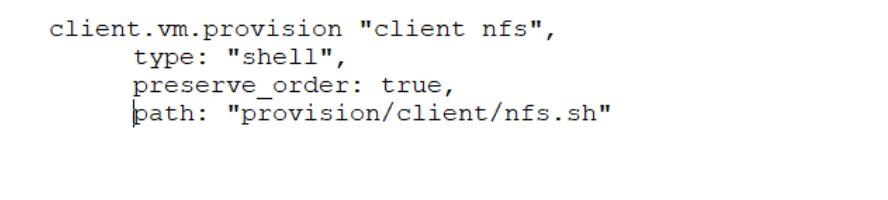 client.vm.provision "client nfs",
type: "shell",
preserve_order: true,
path: "provision/client/nfs.sh"